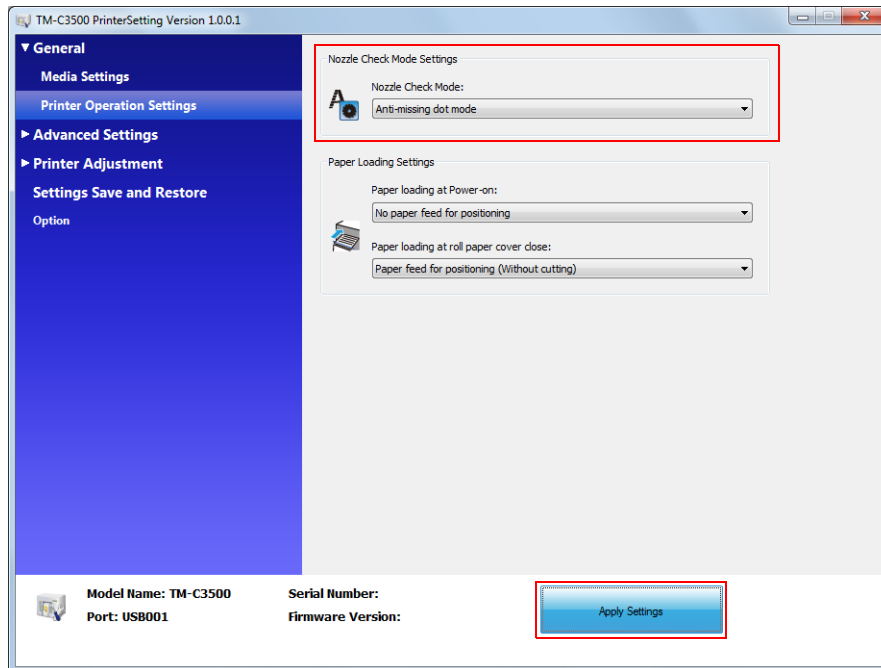 TM-C3500 PrinterSetting Version 1.0.0.1
General
Media Settings
Printer Operation Settings
Advanced Settings
Printer Adjustment
Settings Save and Restore
Option
Nozzle Check Mode Settings
Nozzle Check Mode:
Anti-missing dot mode
Paper Loading Settings
Paper loading at Power-on:
No paper feed for positioning
Paper loading at roll paper cover close:
Paper feed for positioning (Without cutting)
Model Name: TM-C3500
Serial Number:
Port: USB001
Firmware Version:
Apply Settings